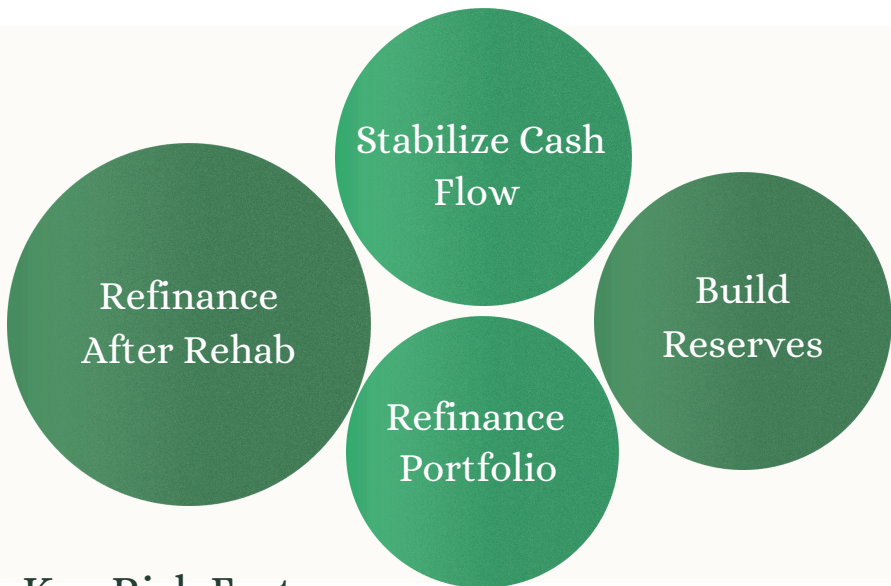 Stabilize Cash
Flow
Refinance
After Rehab
Build
Reserves
Refinance
Portfolio